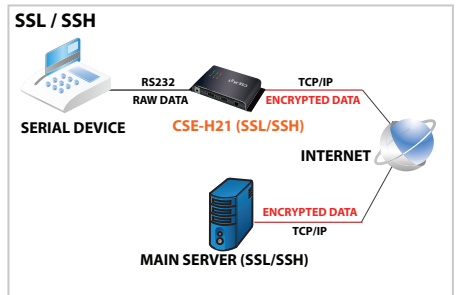 SSL / SSH
RS232
TCP/IP
RAW DATA
ENCRYPTED DATA
SERIAL DEVICE
CSE-H21 (SSL/SSH)
INTERNET
ENCRYPTED DATA
TCP/IP
MAIN SERVER (SSL/SSH)